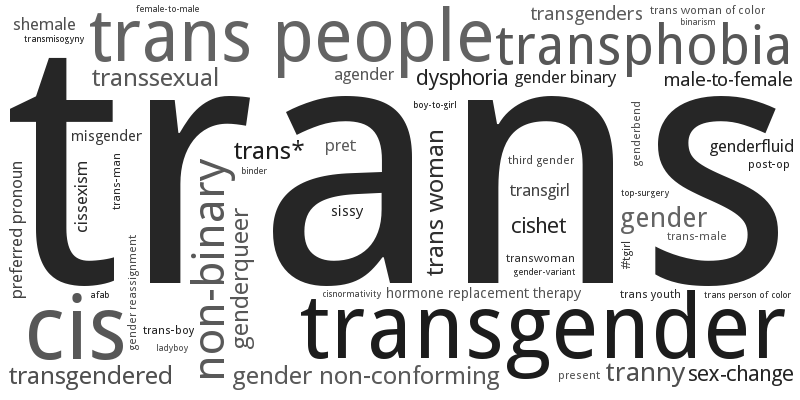 female-to-male
shemale
trans people
transgenders
trans woman of color
binarism
transmisogyny
transphobia
transsexual
agender
dysphoria
gender binary
male-to-female
trans
boy-to-girl
misgender
trans*
pret
genderbend
genderfluid
third gender
post-op
binder
preferred pronoun
cissexism
trans-man
non-binary
trans woman
transgirl
top-surgery
sissy
cishet
gender
trans-male
genderqueer
gender reassignment
transwoman
#tgirl
gender-variant
afab
cisnormativity
hormone replacement therapy
trans youth
trans person of color
cis
trans-boy
transgender
ladyboy
transgendered
gender non-conforming
present
tranny
sex-change